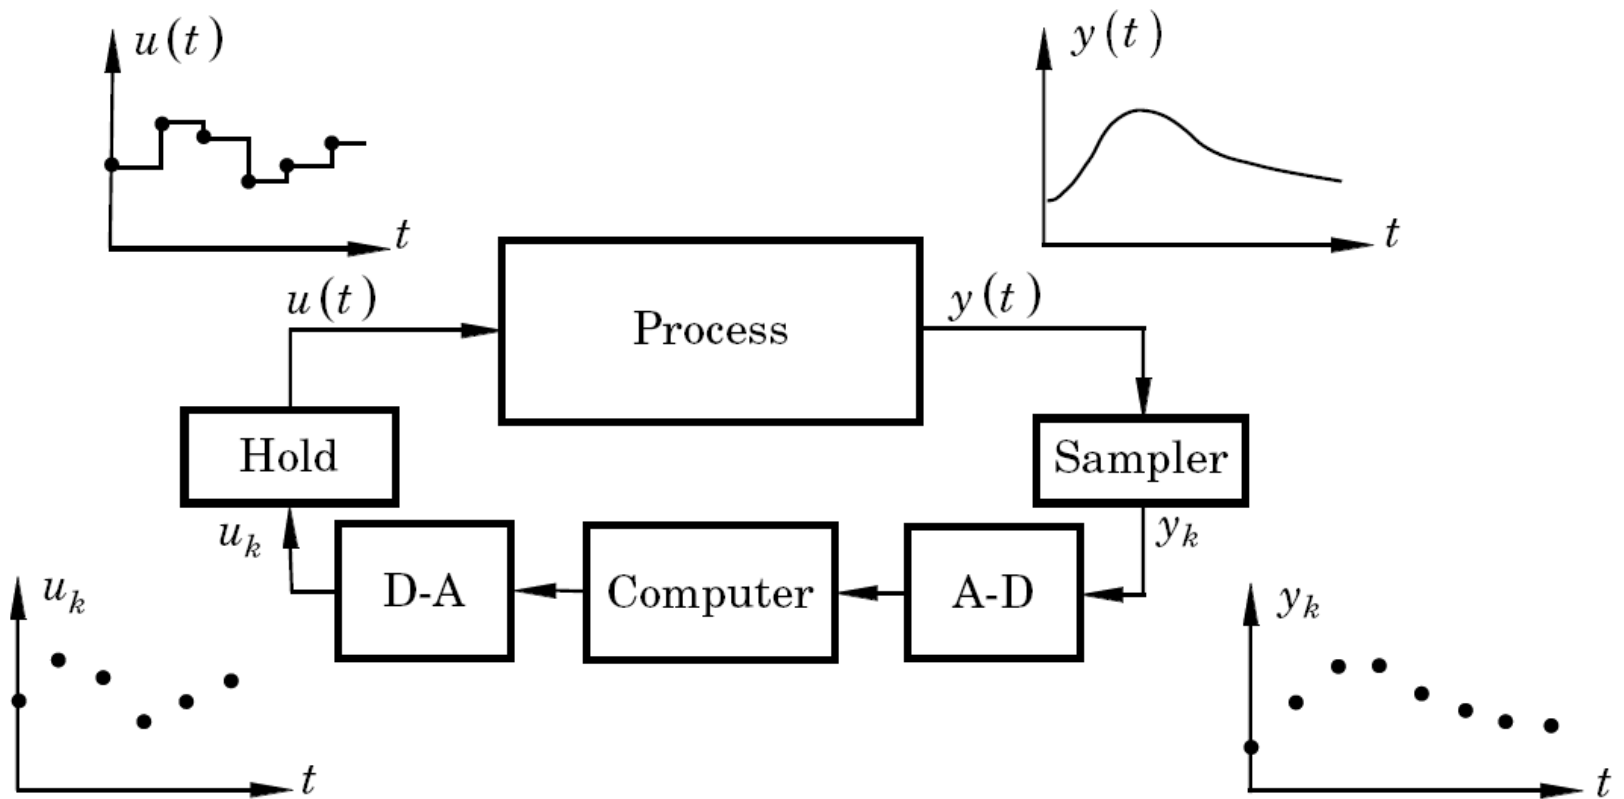 u(t)
y(t)
t
t
u(t)
Process
y(t)
Hold
Sampler
u_k
y_k
D-A
Computer
A-D
u_k
y_k
t
t